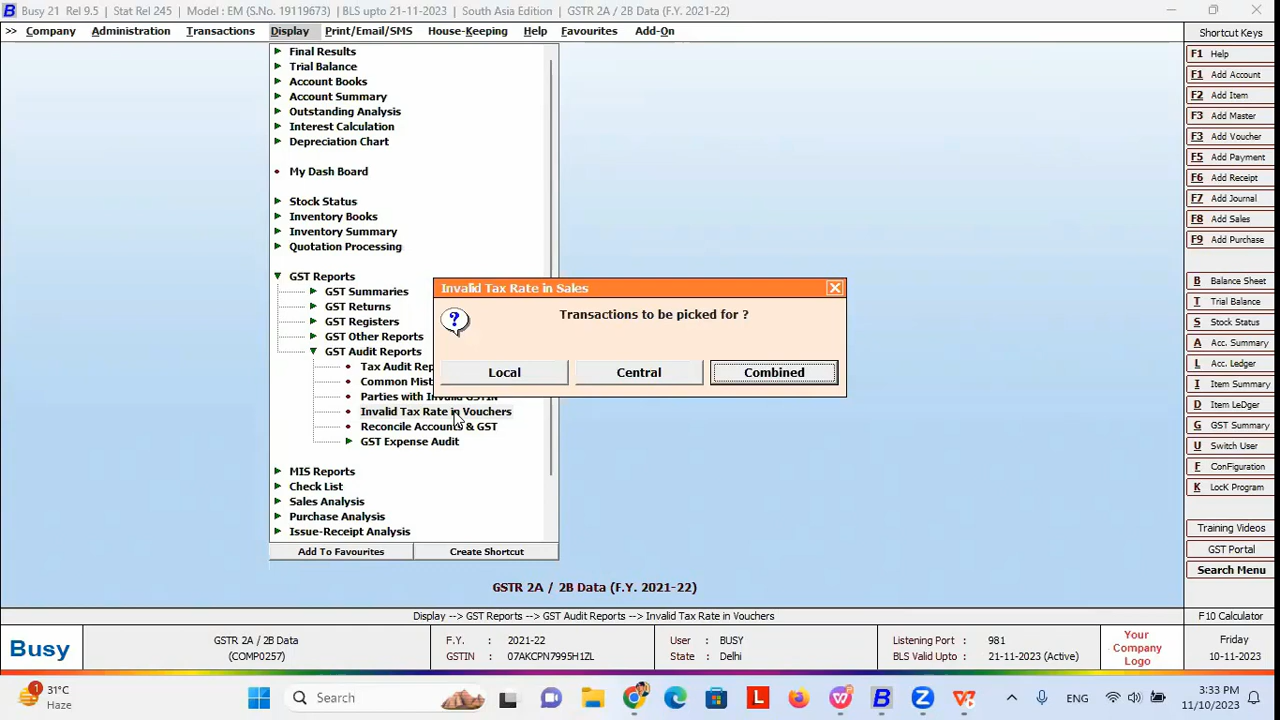 Busy 21 Rel 9.5 | Stat Rel 245 | Model : EM (S.No. 19119673) | BLS upto 21-11-2023 | South Asia Edition | GSTR 2A / 2B Data (F.Y. 2021-22)
>> Company Administration Transactions Display Print/Email/SMS House-Keeping Help Favourites Add-On
Final Results
Trial Balance
Account Books
Account Summary
Outstanding Analysis
Interest Calculation
Depreciation Chart
My Dash Board
Stock Status
Inventory Books
Inventory Summary
Quotation Processing
GST Reports
GST Summaries
GST Returns
GST Registers
GST Other Reports
GST Audit Reports
Tax Audit Rep
Common Mist
Parties with Invalid GSTIN
Invalid Tax Rate in Vouchers
Reconcile Accounts & GST
GST Expense Audit
MIS Reports
Check List
Sales Analysis
Purchase Analysis
Issue-Receipt Analysis
Add To Favourites Create Shortcut
Invalid Tax Rate in Sales
Transactions to be picked for ?
Local Central Combined
Shortcut Keys
F1 Help
F1 Add Account
F2 Add Item
F3 Add Master
F3 Add Voucher
F5 Add Payment
F6 Add Receipt
F7 Add Journal
F8 Add Sales
F9 Add Purchase
B Balance Sheet
T Trial Balance
S Stock Status
A Acc. Summary
L Acc. Ledger
I Item Summary
D Item LeDger
G GST Summary
U Switch User
F ConFiguration
K LocK Program
Training Videos
GST Portal
Search Menu
GSTR 2A / 2B Data (F.Y. 2021-22)
Display --> GST Reports --> GST Audit Reports --> Invalid Tax Rate in Vouchers
F10 Calculator
Busy
GSTR 2A / 2B Data
(COMP0257)
F.Y. : 2021-22
GSTIN : 07AKCPN7995H1ZL
User : BUSY
State : Delhi
Listening Port : 981
BLS Valid Upto : 21-11-2023 (Active)
Your
Company
Logo
Friday
10-11-2023
1
31°C
Haze
Search
ENG
3:33 PM
11/10/2023